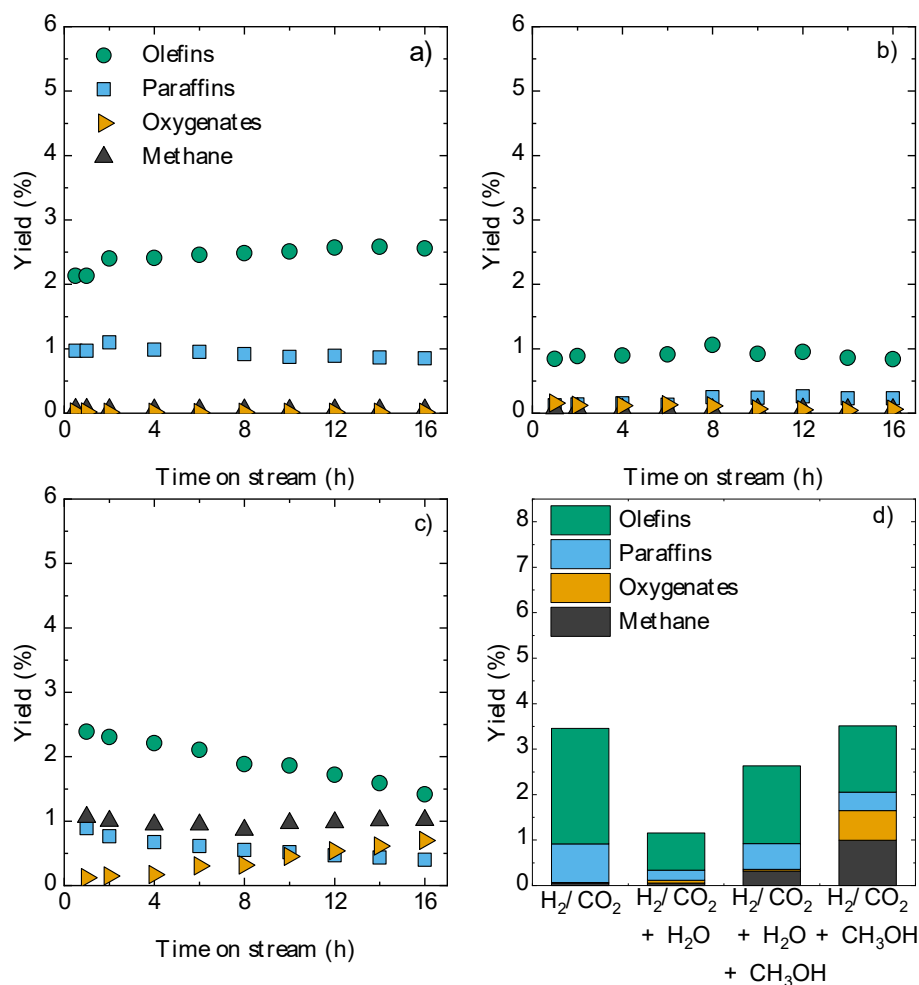 a)
Olefins
Paraffins
Oxygenates
Methane
Yield (%)
6
5
4
3
2
1
0
0 4 8 12 16
Time on stream (h)
b)
Yield (%)
6
5
4
3
2
1
0
0 4 8 12 16
Time on stream (h)
c)
Yield (%)
6
5
4
3
2
1
0
0 4 8 12 16
Time on stream (h)
d)
Olefins
Paraffins
Oxygenates
Methane
Yield (%)
8
7
6
5
4
3
2
1
0
H₂/ CO₂ H₂/ CO₂ H₂/ CO₂ H₂/ CO₂
+ H₂O + H₂O + CH₃OH
+ CH₃OH